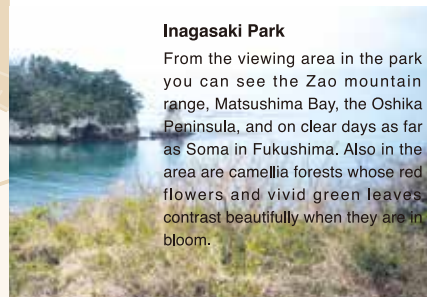 Inagasaki Park
From the viewing area in the park
you can see the Zao mountain
range, Matsushima Bay, the Oshika
Peninsula, and on clear days as far
as Soma in Fukushima. Also in the
area are camellia forests whose red
flowers and vivid green leaves
contrast beautifully when they are in
bloom.